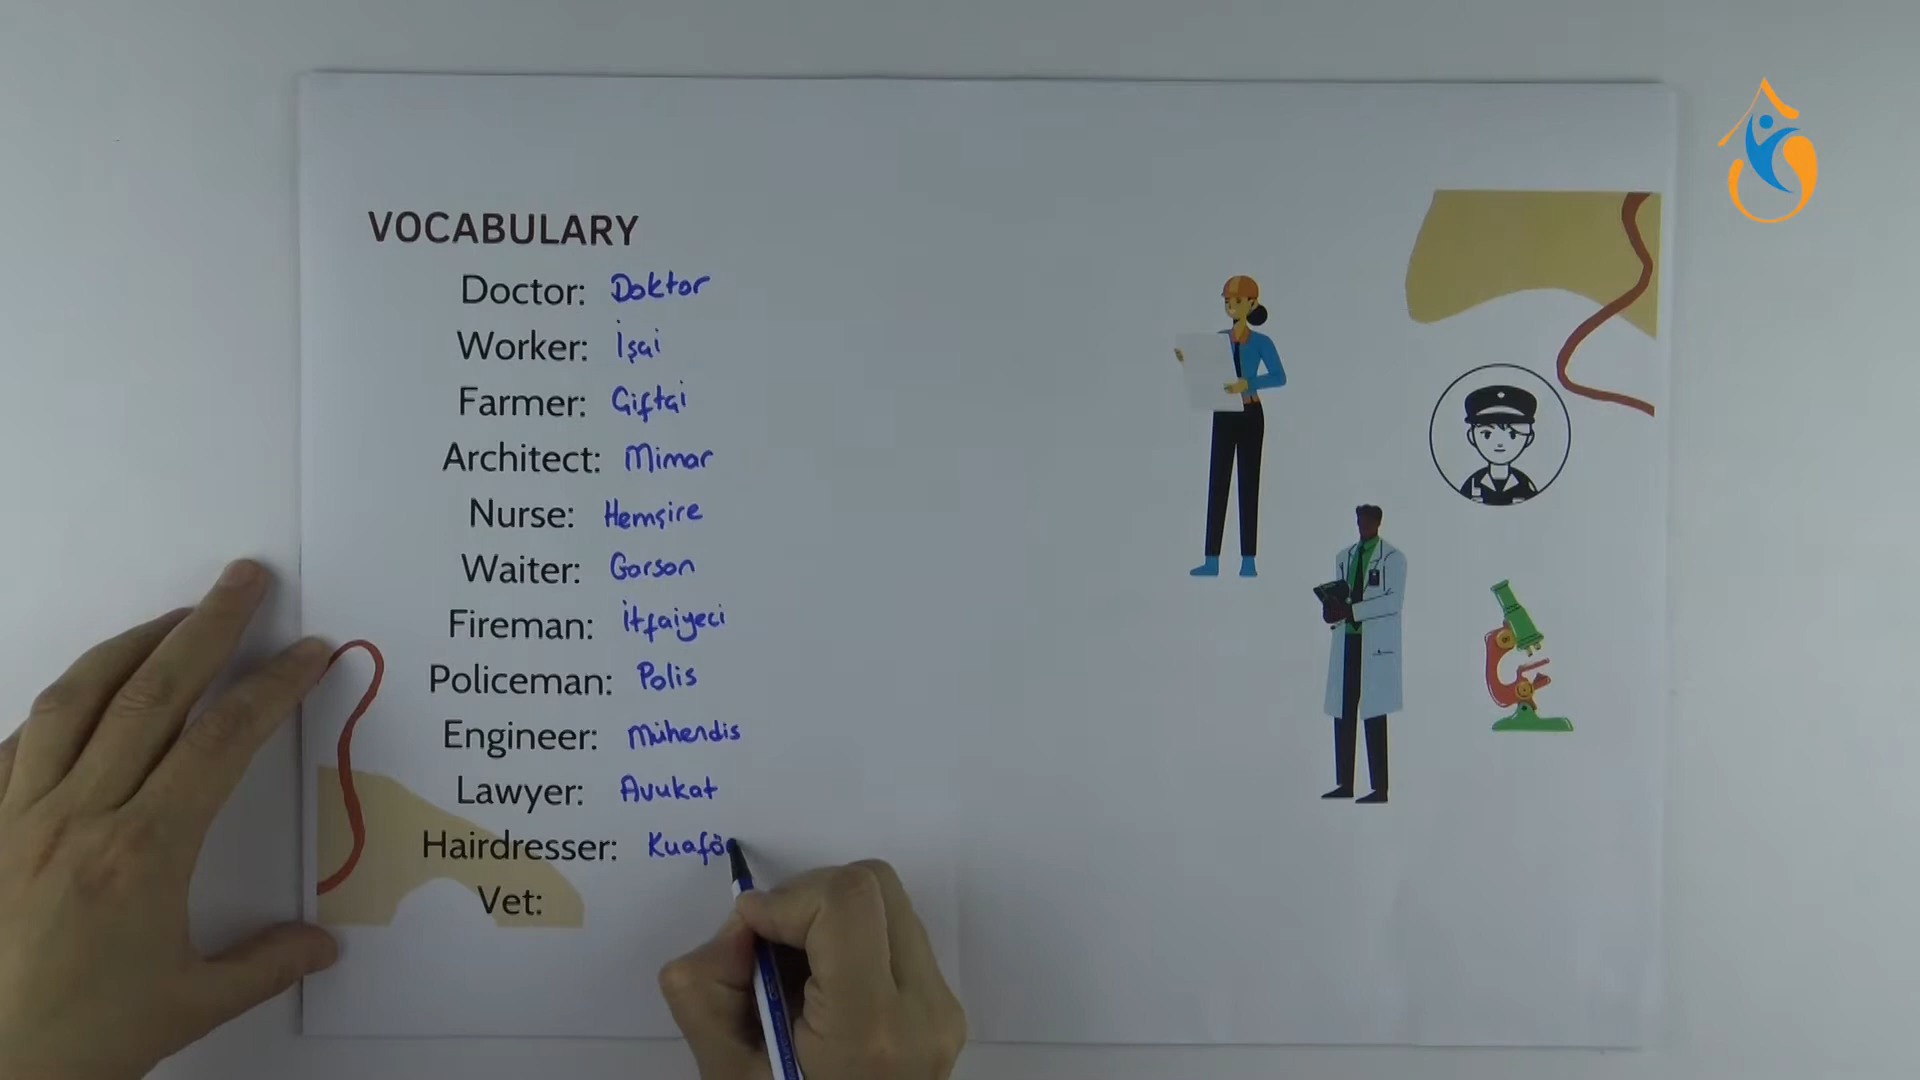 VOCABULARY
Doctor: Doktor
Worker: İşçi
Farmer: Çiftçi
Architect: Mimar
Nurse: Hemşire
Waiter: Garson
Fireman: İtfaiyeci
Policeman: Polis
Engineer: Mühendis
Lawyer: Avukat
Hairdresser: Kuafö
Vet: